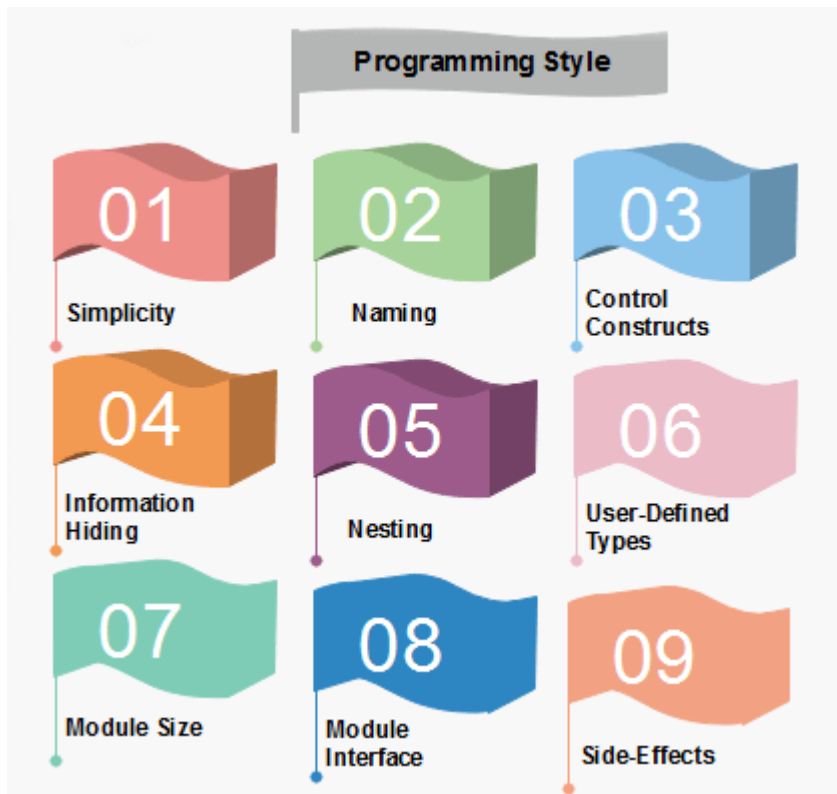 Programming Style
01
02
03
Simplicity
Naming
Control
Constructs
04
05
06
Information
Hiding
Nesting
User-Defined
Types
07
08
09
Module Size
Module
Interface
Side-Effects